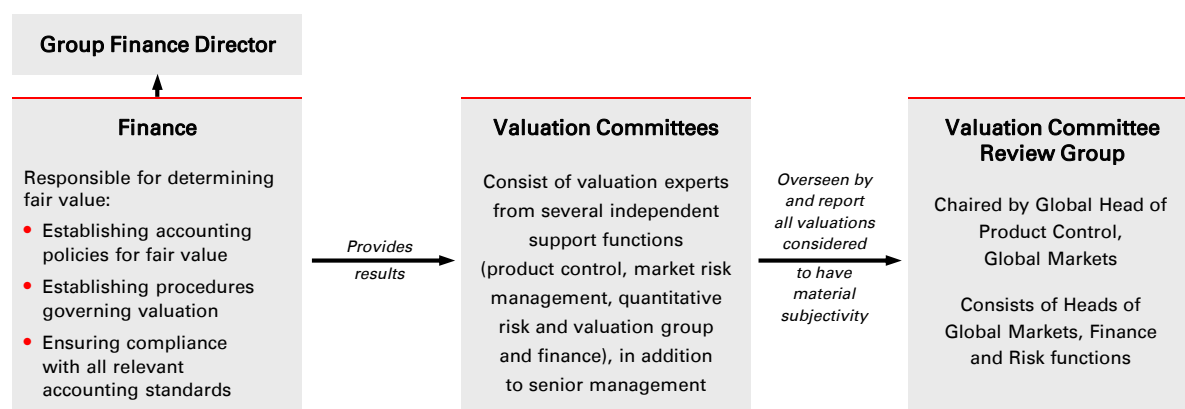 Group Finance Director
Finance
Responsible for determining
fair value:
• Establishing accounting
policies for fair value
• Establishing procedures
governing valuation
• Ensuring compliance
with all relevant
accounting standards
Provides
results
Valuation Committees
Consist of valuation experts
from several independent
support functions
(product control, market risk
management, quantitative
risk and valuation group
and finance), in addition
to senior management
Overseen by
and report
all valuations
considered
to have
material
subjectivity
Valuation Committee
Review Group
Chaired by Global Head of
Product Control,
Global Markets
Consists of Heads of
Global Markets, Finance
and Risk functions